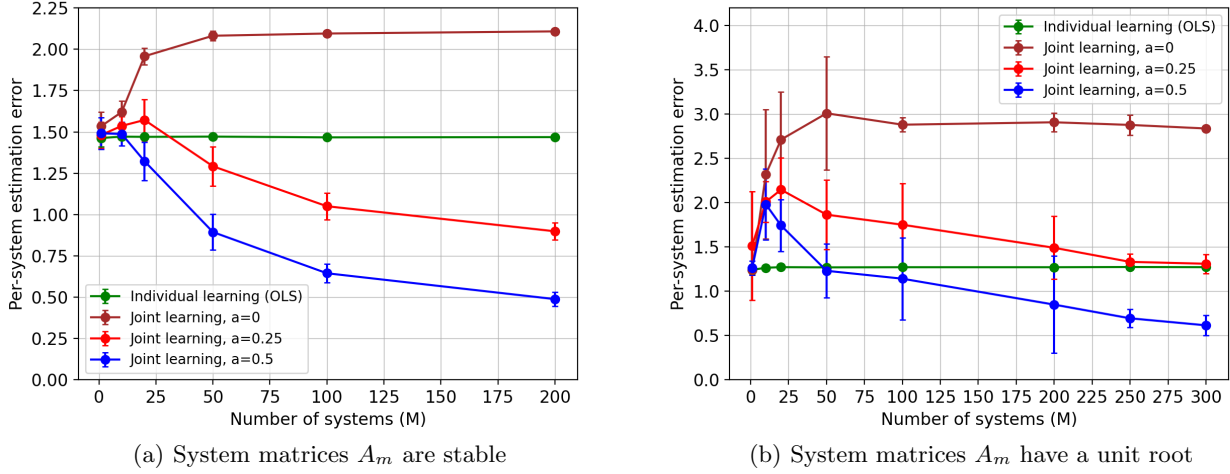 2.25
2.00
1.75
1.50
1.25
1.00
0.75
0.50
0.25
0.00
Per-system estimation error
Individual learning (OLS)
Joint learning, a=0
Joint learning, a=0.25
Joint learning, a=0.5
0 25 50 75 100 125 150 175 200
Number of systems (M)
(a) System matrices A_m are stable
4.0
3.5
3.0
2.5
2.0
1.5
1.0
0.5
0.0
Per-system estimation error
Individual learning (OLS)
Joint learning, a=0
Joint learning, a=0.25
Joint learning, a=0.5
0 25 50 75 100 125 150 175 200 225 250 275 300
Number of systems (M)
(b) System matrices A_m have a unit root